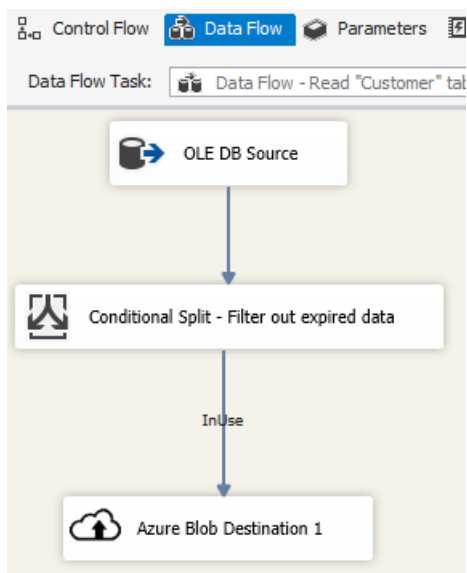 Control Flow Data Flow Parameters
Data Flow Task: Data Flow - Read "Customer"
OLE DB Source
Conditional Split - Filter out expired data
InUse
Azure Blob Destination 1